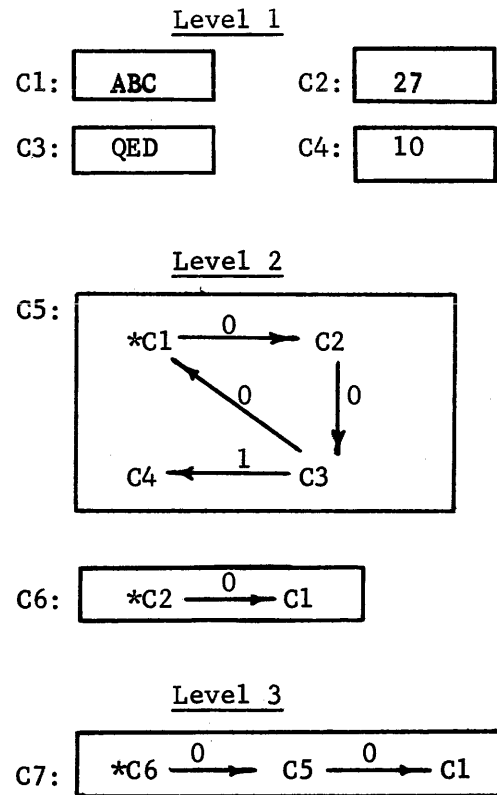 Level 1
C1: ABC C2: 27
C3: QED C4: 10
Level 2
C5:
*C1 0 C2
0 0
C4 1 C3
C6: *C2 0 C1
Level 3
C7: *C6 0 C5 0 C1